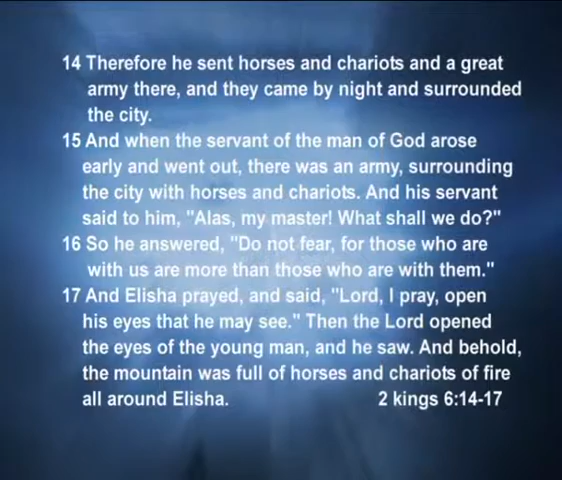 14 Therefore he sent horses and chariots and a great
army there, and they came by night and surrounded
the city.
15 And when the servant of the man of God arose
early and went out, there was an army, surrounding
the city with horses and chariots. And his servant
said to him, "Alas, my master! What shall we do?"
16 So he answered, "Do not fear, for those who are
with us are more than those who are with them."
17 And Elisha prayed, and said, "Lord, I pray, open
his eyes that he may see." Then the Lord opened
the eyes of the young man, and he saw. And behold,
the mountain was full of horses and chariots of fire
all around Elisha. 2 kings 6:14-17